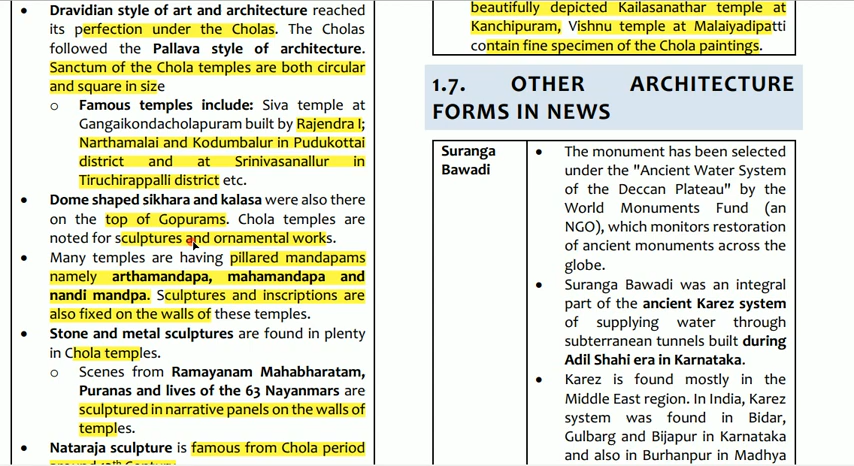 • Dravidian style of art and architecture reached
its perfection under the Cholas. The Cholas
followed the Pallava style of architecture.
Sanctum of the Chola temples are both circular
and square in size
o Famous temples include: Siva temple at
Gangaikondacholapuram built by Rajendra I;
Narthamalai and Kodumbalur in Pudukottai
district and at Srinivasanallur in
Tiruchirappalli district etc.
• Dome shaped sikhara and kalasa were also there
on the top of Gopurams. Chola temples are
noted for sculptures and ornamental works.
• Many temples are having pillared mandapams
namely arthamandapa, mahamandapa and
nandi mandpa. Sculptures and inscriptions are
also fixed on the walls of these temples.
• Stone and metal sculptures are found in plenty
in Chola temples.
o Scenes from Ramayanam Mahabharatam,
Puranas and lives of the 63 Nayanmars are
sculptured in narrative panels on the walls of
temples.
• Nataraja sculpture is famous from Chola period
around 12th Century
beautifully depicted Kailasanathar temple at
Kanchipuram, Vishnu temple at Malaiyadipatti
contain fine specimen of the Chola paintings.
1.7. OTHER ARCHITECTURE
FORMS IN NEWS
Suranga
Bawadi
• The monument has been selected
under the "Ancient Water System
of the Deccan Plateau" by the
World Monuments Fund (an
NGO), which monitors restoration
of ancient monuments across the
globe.
• Suranga Bawadi was an integral
part of the ancient Karez system
of supplying water through
subterranean tunnels built during
Adil Shahi era in Karnataka.
• Karez is found mostly in the
Middle East region. In India, Karez
system was found in Bidar,
Gulbarg and Bijapur in Karnataka
and also in Burhanpur in Madhya